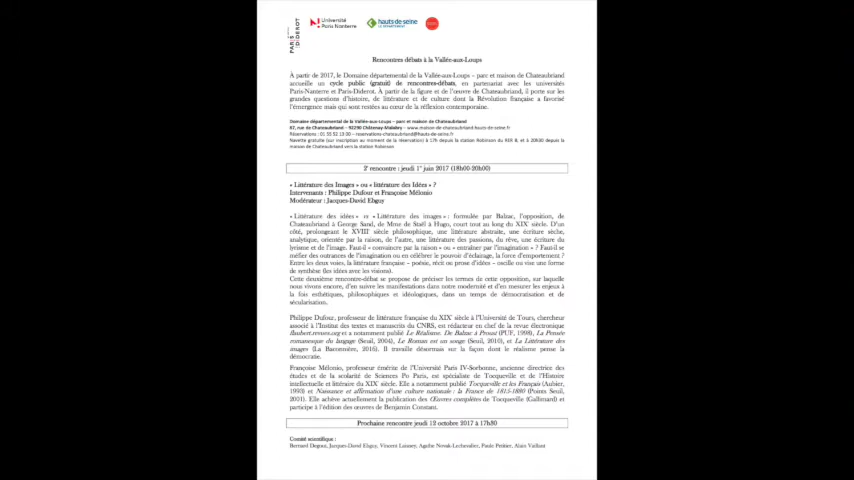 PARIS DIDEROT
Université
Paris Nanterre
hauts-de-seine
LE DÉPARTEMENT
Rencontres débats à la Vallée-aux-Loups
À partir de 2017, le Domaine départemental de la Vallée-aux-Loups – parc et maison de Chateaubriand
accueille un cycle public (gratuit) de rencontres-débats, en partenariat avec les universités
Paris-Nanterre et Paris-Diderot. À partir de la figure et de l'œuvre de Chateaubriand, il porte sur les
grandes questions d'histoire, de littérature et de culture dont la Révolution française a favorisé
l'émergence mais qui sont restées au cœur de la réflexion contemporaine.
Domaine départemental de la Vallée-aux-Loups – parc et maison de Chateaubriand
87, rue de Chateaubriand – 92290 Châtenay-Malabry – www.maison-de-chateaubriand.hauts-de-seine.fr
Réservations : 01 55 52 13 00 – reservations-chateaubriand@hauts-de-seine.fr
Navette gratuite (sur inscription au moment de la réservation) à 17h depuis la station Robinson du RER B, et à 20H30 depuis la
maison de Chateaubriand vers la station Robinson
2e rencontre : jeudi 1er juin 2017 (18h00-20h00)
« Littérature des Images » ou « littérature des Idées » ?
Intervenants : Philippe Dufour et Françoise Mélonio
Modérateur : Jacques-David Ebguy
« Littérature des idées » vs « Littérature des images » : formulée par Balzac, l'opposition, de
Chateaubriand à George Sand, de Mme de Staël à Hugo, court tout au long du XIXe siècle. D'un
côté, prolongeant le XVIIIe siècle philosophique, une littérature abstraite, une écriture sèche,
analytique, orientée par la raison, de l'autre, une littérature des passions, du rêve, une écriture du
lyrisme et de l'image. Faut-il « convaincre par la raison » ou « entraîner par l'imagination » ? Faut-il se
méfier des outrances de l'imagination ou en célébrer le pouvoir d'éclairage, la force d'emportement ?
Entre les deux voies, la littérature française – poésie, récit ou prose d'idées – oscille ou vise une forme
de synthèse (les idées avec les visions).
Cette deuxième rencontre-débat se propose de préciser les termes de cette opposition, sur laquelle
nous vivons encore, d'en suivre les manifestations dans notre modernité et d'en mesurer les enjeux à
la fois esthétiques, philosophiques et idéologiques, dans un temps de démocratisation et de
sécularisation.
Philippe Dufour, professeur de littérature française du XIXe siècle à l'Université de Tours, chercheur
associé à l'Institut des textes et manuscrits du CNRS, est rédacteur en chef de la revue électronique
flaubert.revues.org et a notamment publié Le Réalisme. De Balzac à Proust (PUF, 1998), La Pensée
romanesque du langage (Seuil, 2004), Le Roman est un songe (Seuil, 2010), et La Littérature des
images (La Baconnière, 2016). Il travaille désormais sur la façon dont le réalisme pense la
démocratie.
Françoise Mélonio, professeur émérite de l'Université Paris IV-Sorbonne, ancienne directrice des
études et de la scolarité de Sciences Po Paris, est spécialiste de Tocqueville et de l'Histoire
intellectuelle et littéraire du XIXe siècle. Elle a notamment publié Tocqueville et les Français (Aubier,
1993) et Naissance et affirmation d'une culture nationale : la France de 1815-1880 (Points Seuil,
2001). Elle achève actuellement la publication des Œuvres complètes de Tocqueville (Gallimard) et
participe à l'édition des œuvres de Benjamin Constant.
Prochaine rencontre jeudi 12 octobre 2017 à 17h30
Comité scientifique :
Bernard Degout, Jacques-David Ebguy, Vincent Laisney, Agathe Novak-Lechevalier, Paule Petitier, Alain Vaillant